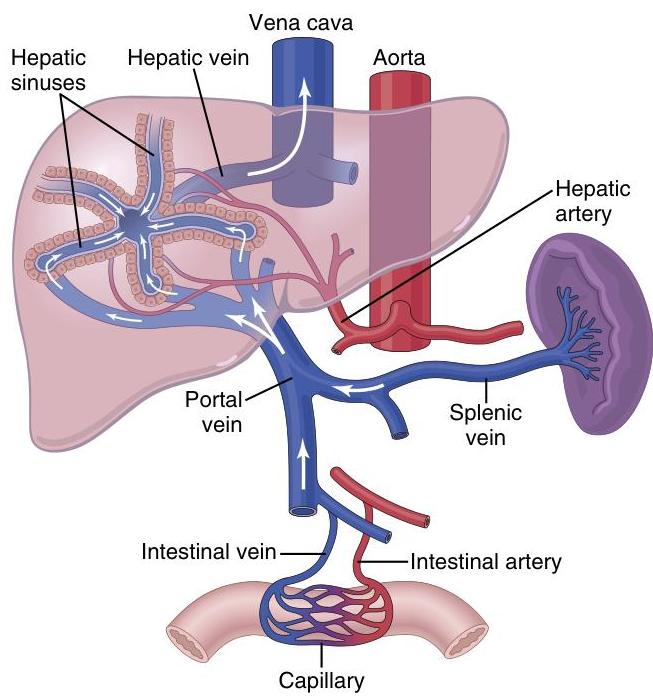 Vena cava
Hepatic
sinuses
Hepatic vein
Aorta
Hepatic
artery
Portal
vein
Splenic
vein
Intestinal vein
Intestinal artery
Capillary